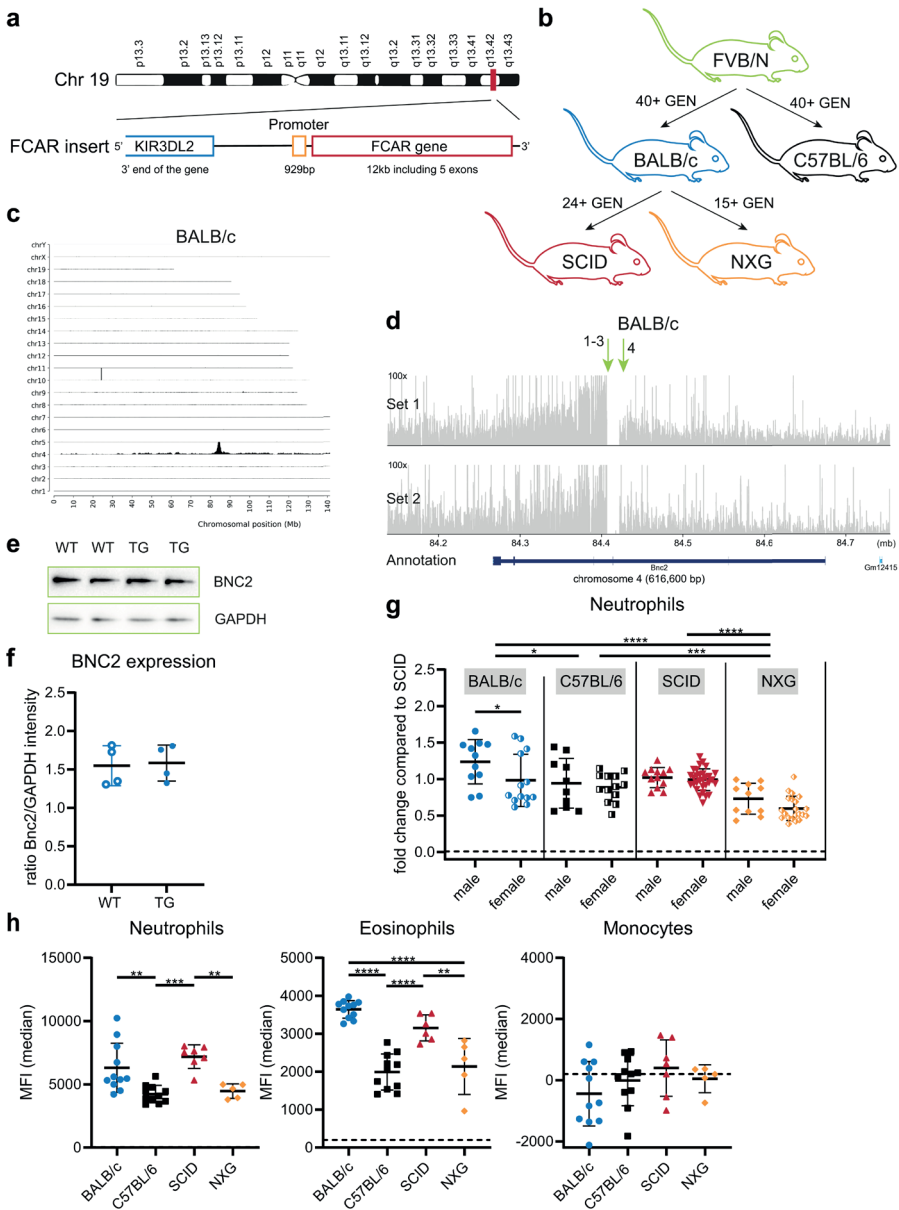 a
p13.3
p13.2
p13.13
p13.12
p13.11
p12
p11
q11
q12
q13.11
q13.12
q13.2
q13.31
q13.32
q13.33
q13.41
q13.42
q13.43
Chr 19
Promoter
FCAR insert 5' KIR3DL2 FCAR gene 3'
3' end of the gene 929bp 12kb including 5 exons
b
FVB/N
40+ GEN 40+ GEN
BALB/c C57BL/6
24+ GEN 15+ GEN
SCID NXG
c
BALB/c
chrY
chrX
chr19
chr18
chr17
chr16
chr15
chr14
chr13
chr12
chr11
chr10
chr9
chr8
chr7
chr6
chr5
chr4
chr3
chr2
chr1
0 10 20 30 40 50 60 70 80 90 100 110 120 130 140
Chromosomal position (Mb)
d
BALB/c
1-3 4
100x
Set 1
100x
Set 2
84.2 84.3 84.4 84.5 84.6 84.7 (mb)
Annotation
Bnc2
Gm12415
chromosome 4 (616,600 bp)
e
WT WT TG TG
BNC2
GAPDH
f
BNC2 expression
ratio Bnc2/GAPDH intensity
2.5
2.0
1.5
1.0
0.5
0.0
WT TG
g
Neutrophils
****
****
* ***
fold change compared to SCID
2.5
2.0
1.5
1.0
0.5
0.0
BALB/c C57BL/6 SCID NXG
*
male female male female male female male female
h
Neutrophils
MFI (median)
15000
10000
5000
0
** *** **
BALB/c C57BL/6 SCID NXG
Eosinophils
MFI (median)
5000
4000
3000
2000
1000
0
****
**** **
****
BALB/c C57BL/6 SCID NXG
Monocytes
MFI (median)
4000
2000
0
-2000
BALB/c C57BL/6 SCID NXG